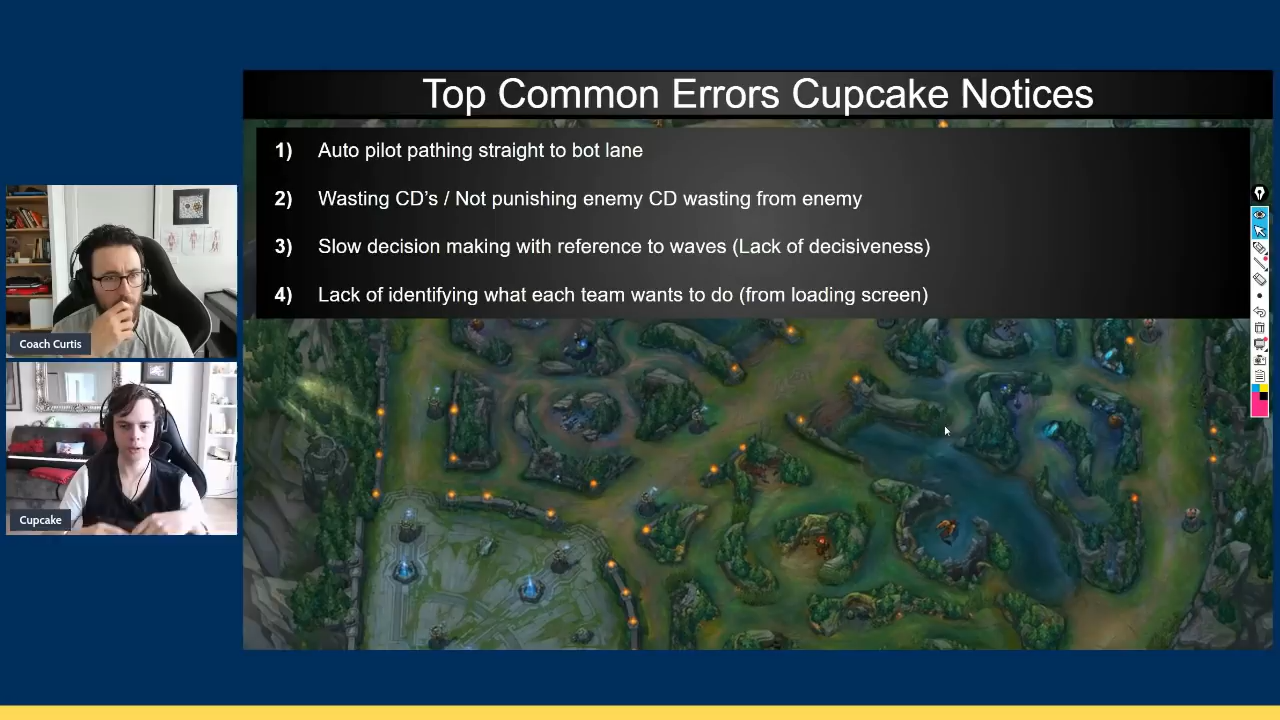 Top Common Errors Cupcake Notices
1) Auto pilot pathing straight to bot lane
2) Wasting CD's / Not punishing enemy CD wasting from enemy
3) Slow decision making with reference to waves (Lack of decisiveness)
4) Lack of identifying what each team wants to do (from loading screen)
Coach Curtis
Cupcake